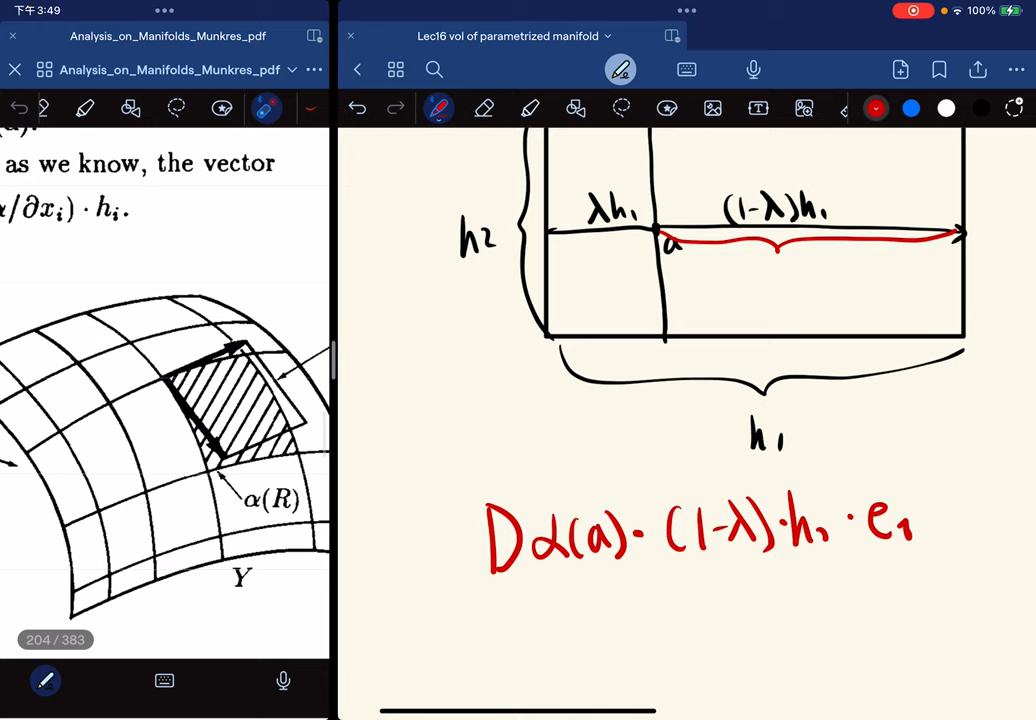 下午3:49
100%
Analysis_on_Manifolds_Munkres_pdf
Lec16 vol of parametrized manifold
Analysis_on_Manifolds_Munkres_pdf
as we know, the vector
/∂xᵢ) · hᵢ.
α(R)
Y
204 / 383
λh₁
(1-λ)h₁
a
h₂
h₁
Dα(a)·(1-λ)·h₁·e₁